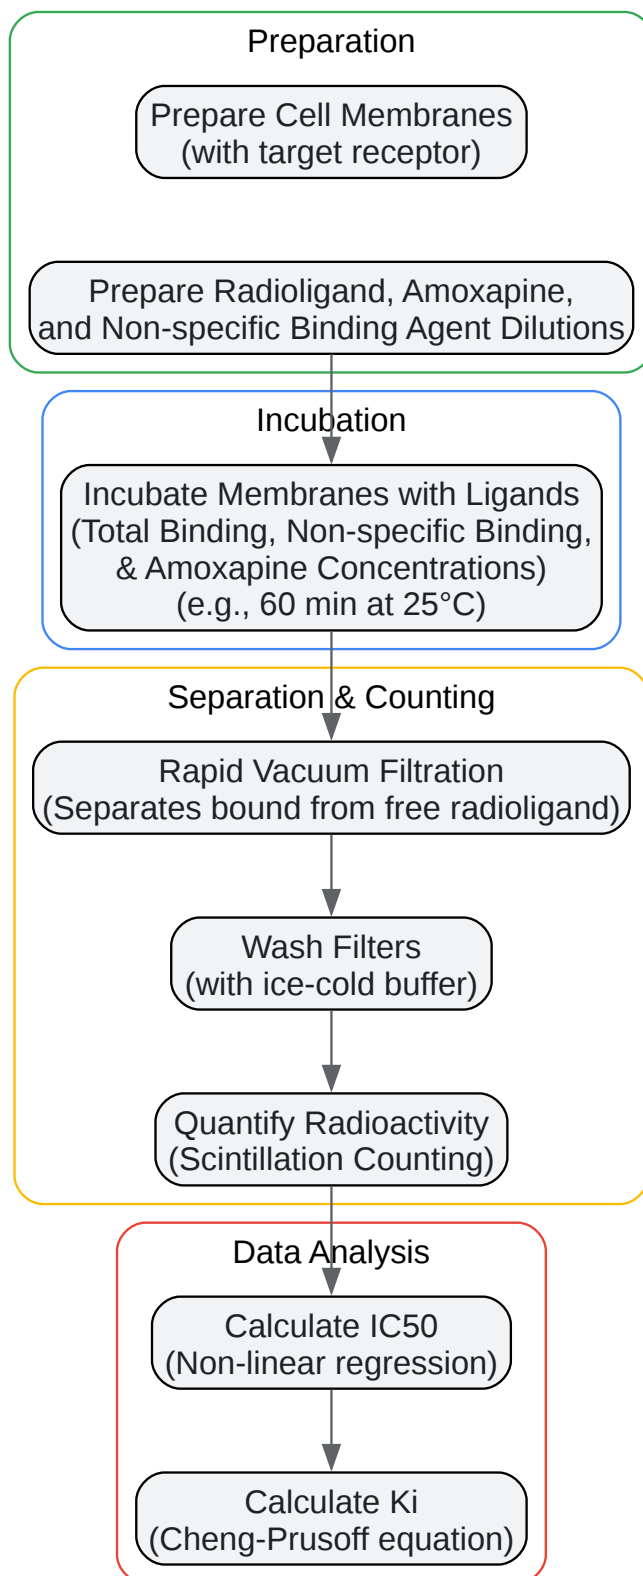 Preparation
Prepare Cell Membranes
(with target receptor)
Prepare Radioligand, Amoxapine,
and Non-specific Binding Agent Dilutions
Incubation
Incubate Membranes with Ligands
(Total Binding, Non-specific Binding,
& Amoxapine Concentrations)
(e.g., 60 min at 25°C)
Separation & Counting
Rapid Vacuum Filtration
(Separates bound from free radioligand)
Wash Filters
(with ice-cold buffer)
Quantify Radioactivity
(Scintillation Counting)
Data Analysis
Calculate IC50
(Non-linear regression)
Calculate Ki
(Cheng-Prusoff equation)